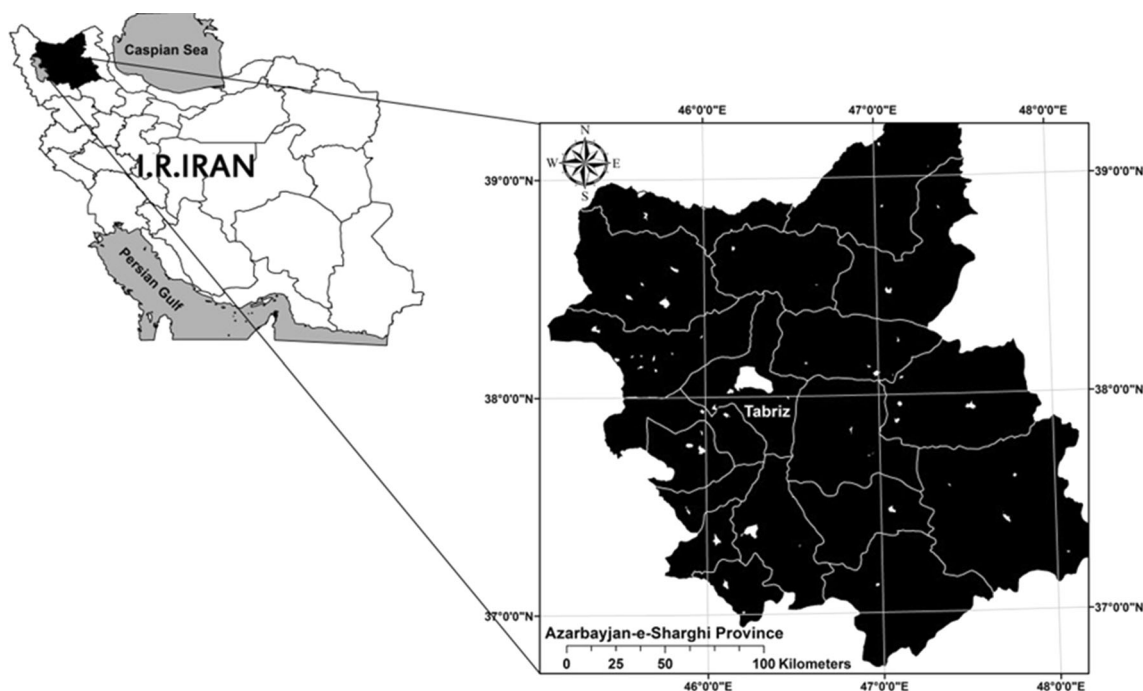 Caspian Sea
I.R.IRAN
Persian Gulf
46°0'0"E 47°0'0"E 48°0'0"E
N
W E
S
39°0'0"N 39°0'0"N
38°0'0"N 38°0'0"N
Tabriz
37°0'0"N 37°0'0"N
Azarbayjan-e-Sharghi Province
0 25 50 100 Kilometers
46°0'0"E 47°0'0"E 48°0'0"E